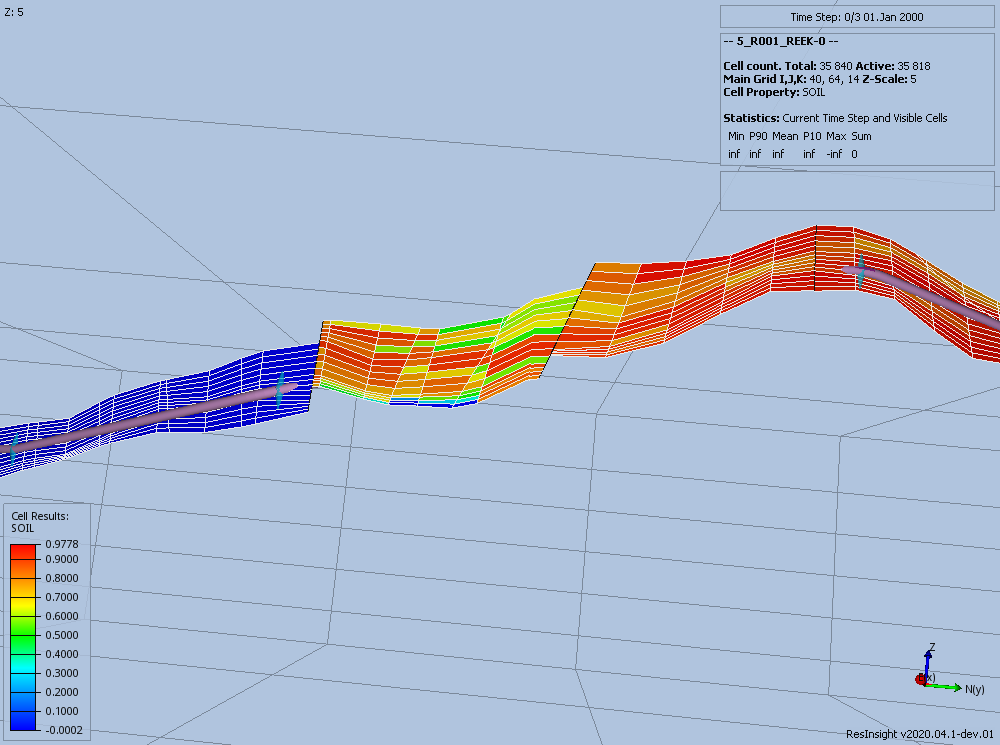 Z: 5
Time Step: 0/3 01.Jan 2000
-- 5_R001_REEK-0 --
Cell count. Total: 35 840 Active: 35 818
Main Grid I,J,K: 40, 64, 14 Z-Scale: 5
Cell Property: SOIL
Statistics: Current Time Step and Visible Cells
Min P90 Mean P10 Max Sum
inf inf inf inf -inf 0
Cell Results:
SOIL
0.9778
0.9000
0.8000
0.7000
0.6000
0.5000
0.4000
0.3000
0.2000
0.1000
-0.0002
Z
E(x)
N(y)
ResInsight v2020.04.1-dev.01